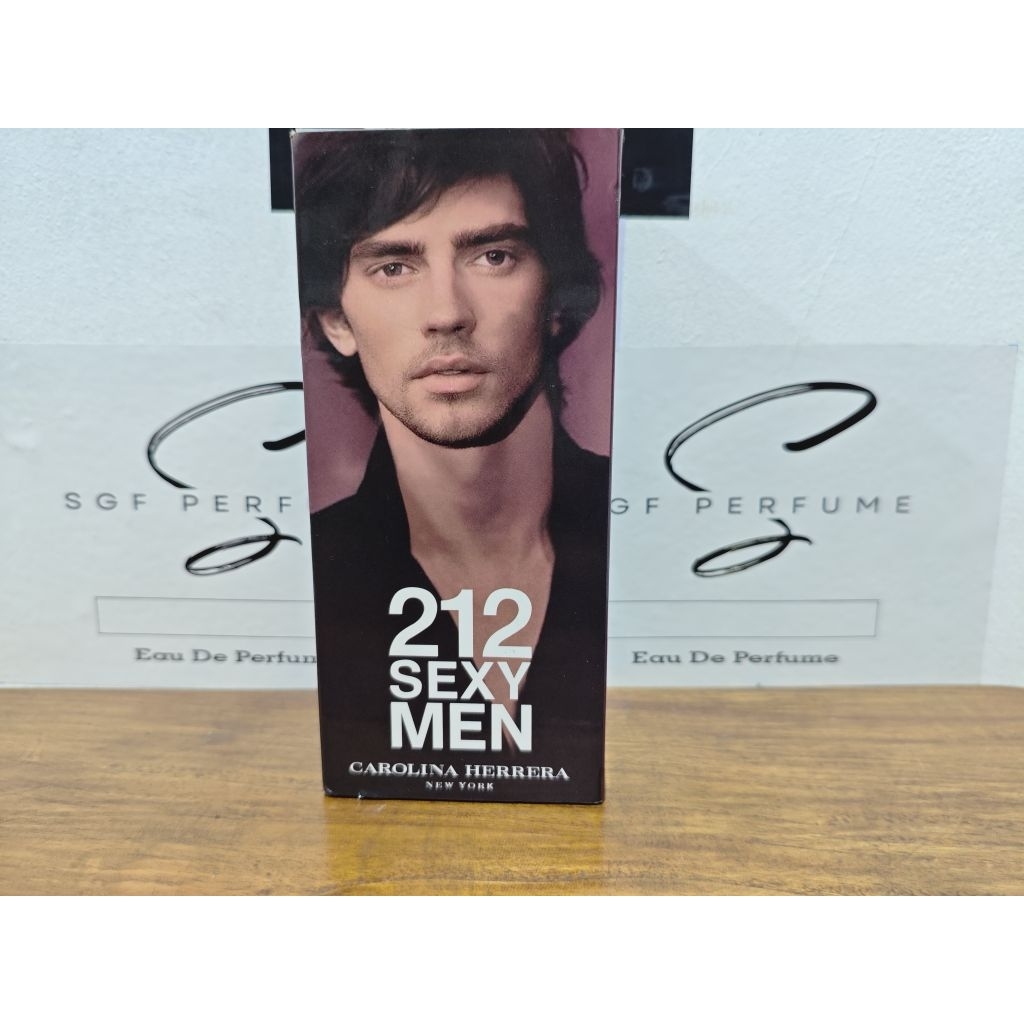 SGF PERF
GF PERFUME
Eau De Perfum
Eau De Perfume
212
SEXY
MEN
CAROLINA HERRERA
NEW YORK